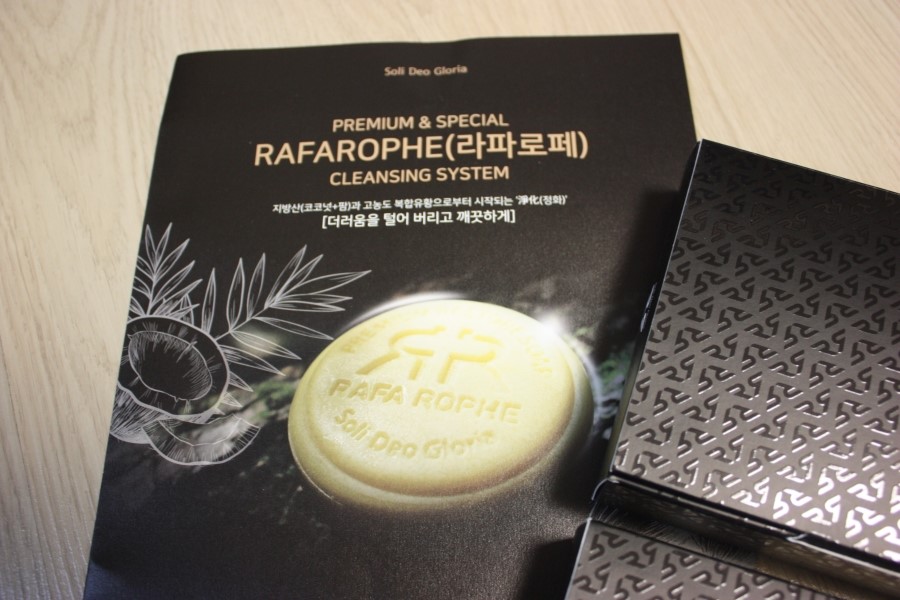 Soli Deo Gloria
PREMIUM & SPECIAL
RAFAROPHE(라파로페)
CLEANSING SYSTEM
지방산(코코넛+팜)과 고농도 복합유황으로부터 시작되는 '淨化(정화)'
[더러움을 털어 버리고 깨끗하게]
RAFA ROPHE
Soli Deo Gloria